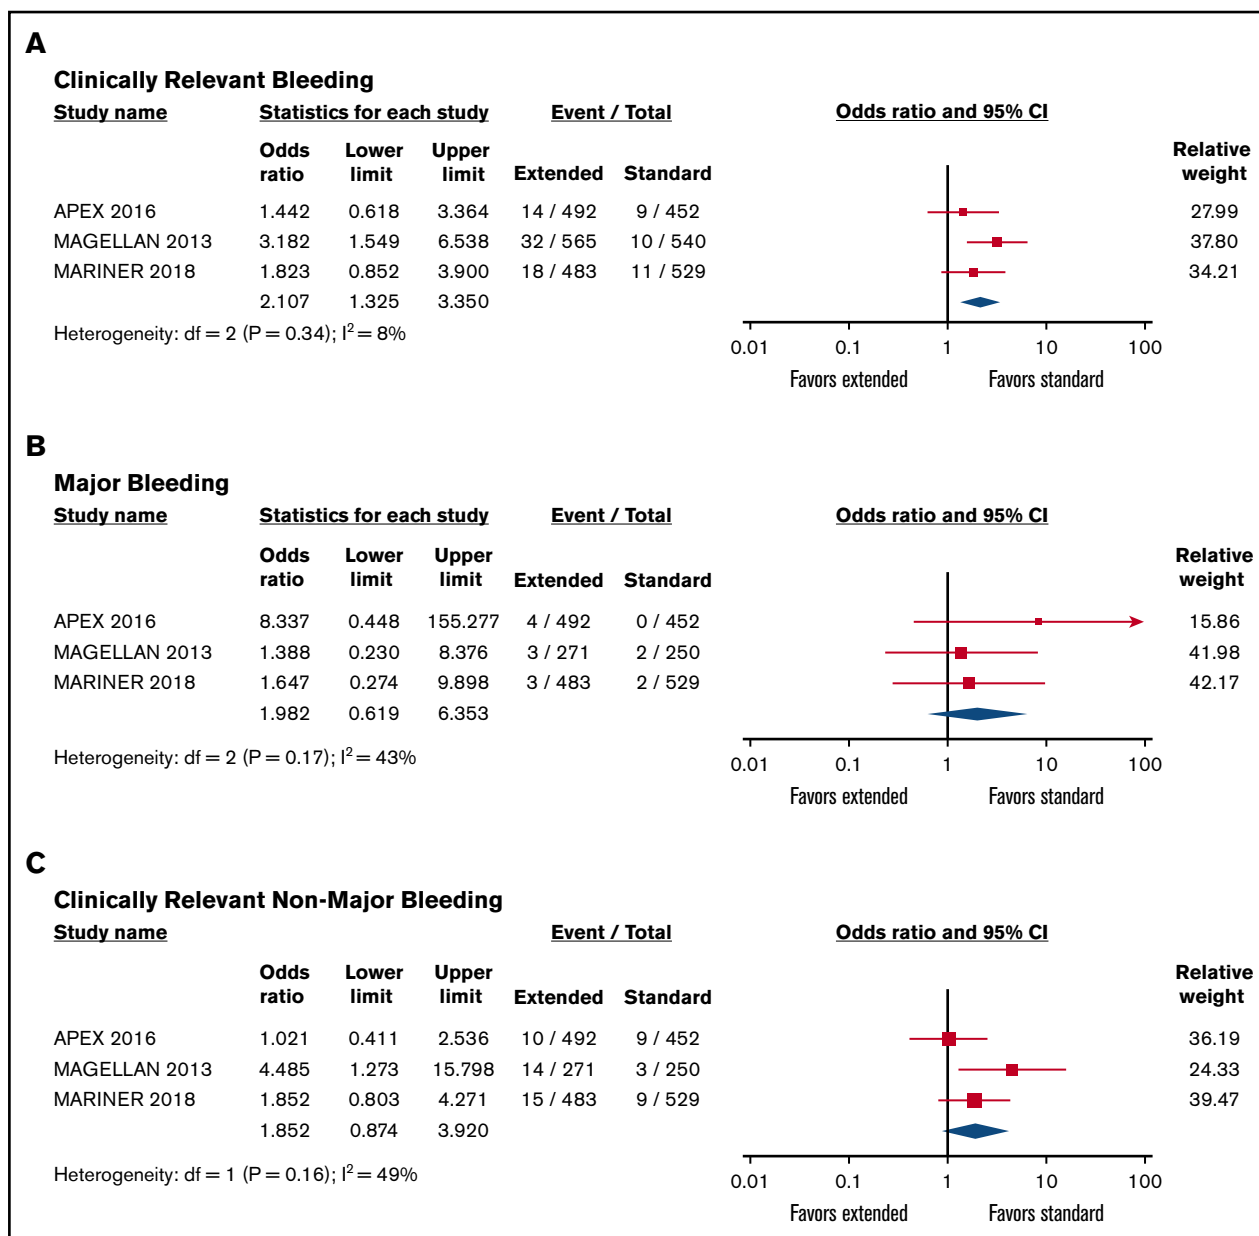 A
Clinically Relevant Bleeding
Study name Statistics for each study Event / Total Odds ratio and 95% CI
Odds ratio Lower limit Upper limit Extended Standard Relative weight
APEX 2016 1.442 0.618 3.364 14 / 492 9 / 452 27.99
MAGELLAN 2013 3.182 1.549 6.538 32 / 565 10 / 540 37.80
MARINER 2018 1.823 0.852 3.900 18 / 483 11 / 529 34.21
2.107 1.325 3.350
Heterogeneity: df = 2 (P = 0.34); I² = 8%
0.01 0.1 1 10 100
Favors extended Favors standard
B
Major Bleeding
Study name Statistics for each study Event / Total Odds ratio and 95% CI
Odds ratio Lower limit Upper limit Extended Standard Relative weight
APEX 2016 8.337 0.448 155.277 4 / 492 0 / 452 15.86
MAGELLAN 2013 1.388 0.230 8.376 3 / 271 2 / 250 41.98
MARINER 2018 1.647 0.274 9.898 3 / 483 2 / 529 42.17
1.982 0.619 6.353
Heterogeneity: df = 2 (P = 0.17); I² = 43%
0.01 0.1 1 10 100
Favors extended Favors standard
C
Clinically Relevant Non-Major Bleeding
Study name Event / Total Odds ratio and 95% CI
Odds ratio Lower limit Upper limit Extended Standard Relative weight
APEX 2016 1.021 0.411 2.536 10 / 492 9 / 452 36.19
MAGELLAN 2013 4.485 1.273 15.798 14 / 271 3 / 250 24.33
MARINER 2018 1.852 0.803 4.271 15 / 483 9 / 529 39.47
1.852 0.874 3.920
Heterogeneity: df = 1 (P = 0.16); I² = 49%
0.01 0.1 1 10 100
Favors extended Favors standard